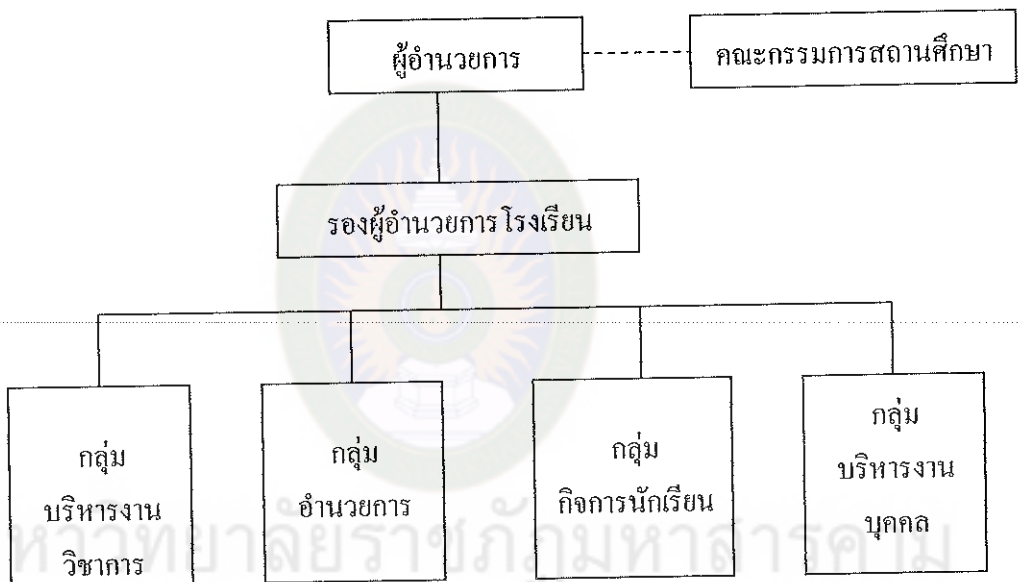 ผู้อำนวยการ
คณะกรรมการสถานศึกษา
รองผู้อำนวยการโรงเรียน
กลุ่ม
บริหารงาน
วิชาการ
กลุ่ม
อำนวยการ
กลุ่ม
กิจการนักเรียน
กลุ่ม
บริหารงาน
บุคคล
หาวิทยาลัยราชภัฏมหาสารคาม